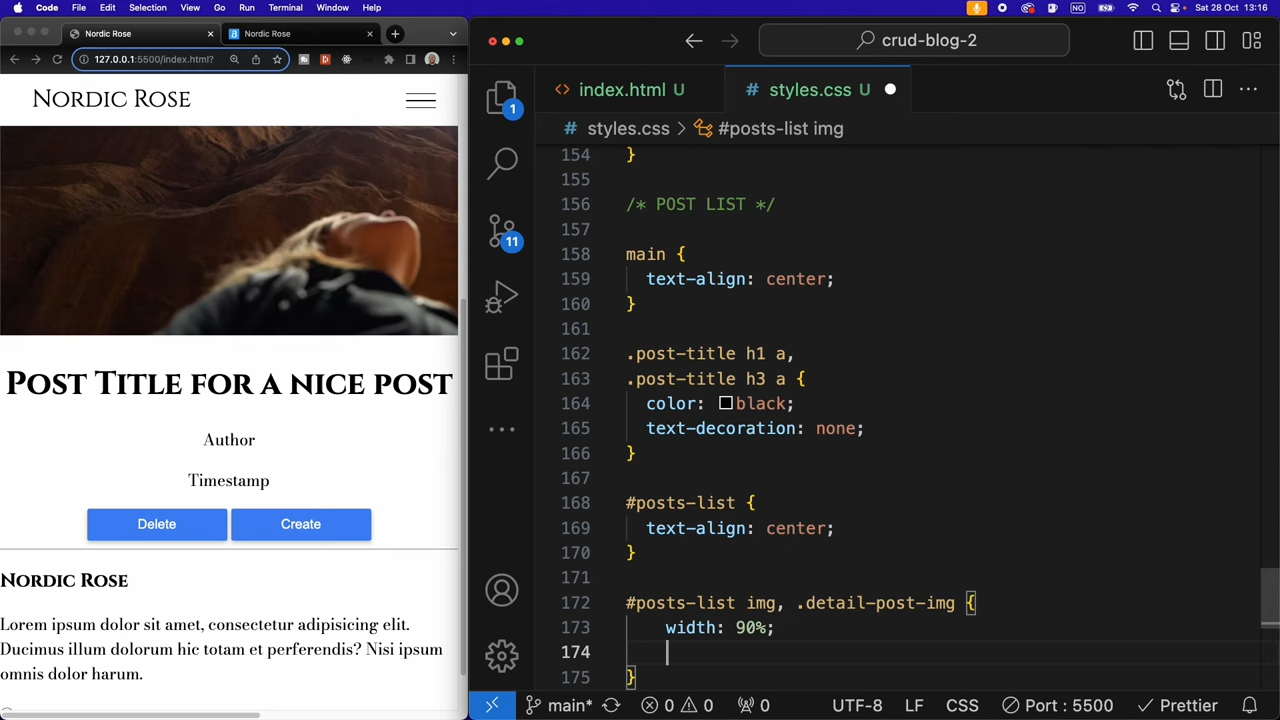 Code File Edit Selection View Go Run Terminal Window Help
NO Sat 28 Oct 13:16
Nordic Rose × Nordic Rose × +
127.0.0.1:5500/index.html?
Nordic Rose
Post Title for a nice post
Author
Timestamp
Delete Create
Nordic Rose
Lorem ipsum dolor sit amet, consectetur adipisicing elit.
Ducimus illum dolorum hic totam et perferendis? Nisi ipsum
omnis dolor harum.
crud-blog-2
1
11
index.html U styles.css U
styles.css > #posts-list img
154 }
155
156 /* POST LIST */
157
158 main {
159 text-align: center;
160 }
161
162 .post-title h1 a,
163 .post-title h3 a {
164 color: black;
165 text-decoration: none;
166 }
167
168 #posts-list {
169 text-align: center;
170 }
171
172 #posts-list img, .detail-post-img {
173 width: 90%;
174
175 }
main* 0 0 0 UTF-8 LF CSS Port : 5500 Prettier